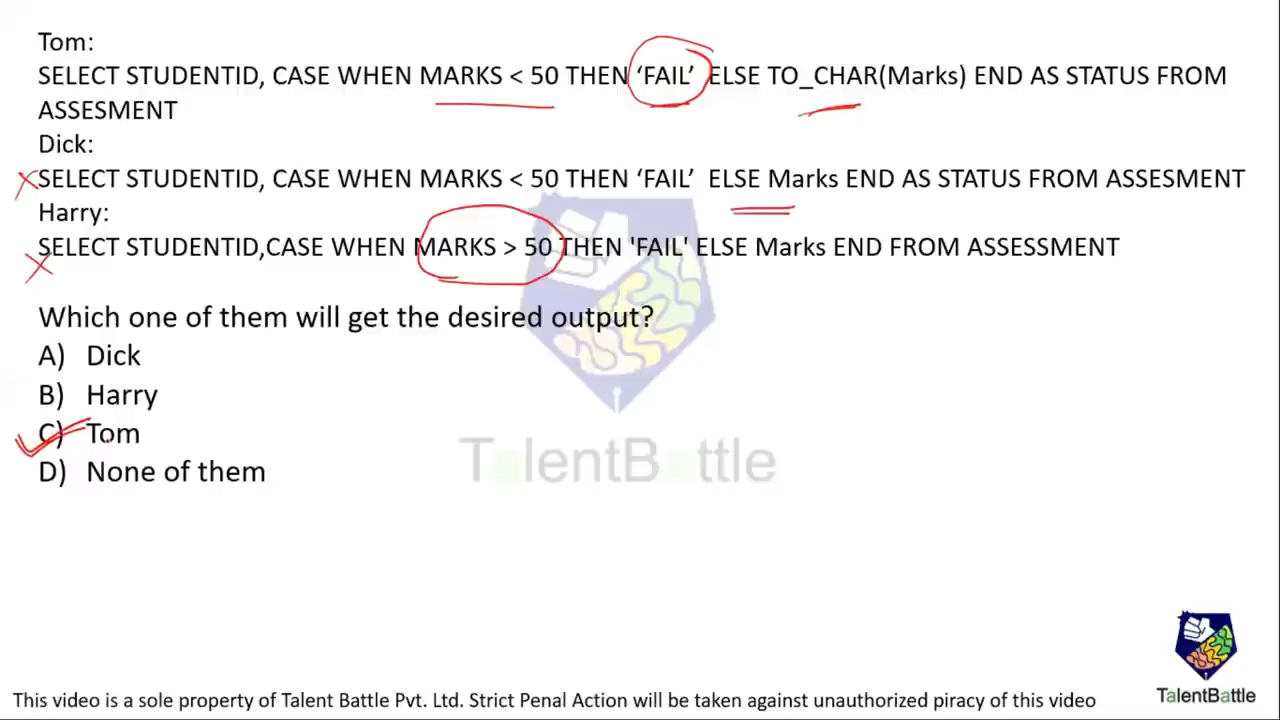 Tom:
SELECT STUDENTID, CASE WHEN MARKS < 50 THEN ‘FAIL’ ELSE TO_CHAR(Marks) END AS STATUS FROM
ASSESMENT
Dick:
SELECT STUDENTID, CASE WHEN MARKS < 50 THEN ‘FAIL’ ELSE Marks END AS STATUS FROM ASSESMENT
Harry:
SELECT STUDENTID,CASE WHEN MARKS > 50 THEN 'FAIL' ELSE Marks END FROM ASSESSMENT
Which one of them will get the desired output?
A) Dick
B) Harry
C) Tom
D) None of them
TalentBattle
TalentBattle
This video is a sole property of Talent Battle Pvt. Ltd. Strict Penal Action will be taken against unauthorized piracy of this video